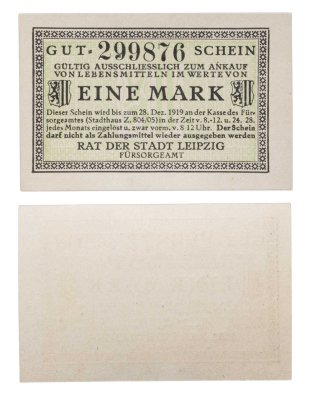 GUT- 299876 SCHEIN
GÜLTIG AUSSCHLIESSLICH ZUM ANKAUF
VON LEBENSMITTELN IM WERTE VON
EINE MARK
Dieser Schein wird bis zum 28. Dez. 1919 an der Kasse des Für-
sorgeamtes (Stadthaus Z. 804/05) in der Zeit v. 8.-12. u. 24. 28.
jedes Monats eingelöst u. zwar vorm. v. 8 12 Uhr. Der Schein
darf nicht als Zahlungsmittel wieder ausgegeben werden
RAT DER STADT LEIPZIG
FÜRSORGEAMT